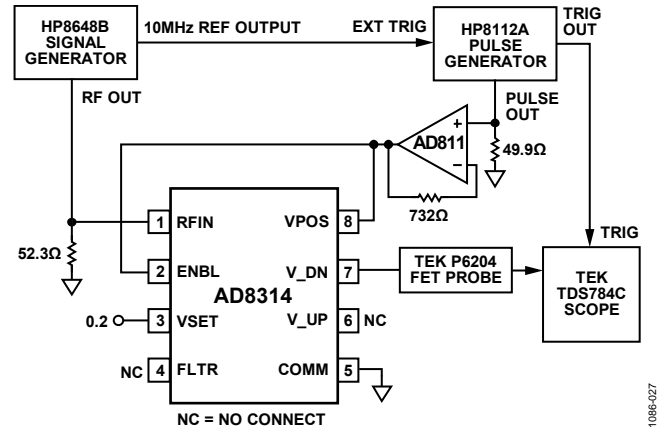 HP8648B
SIGNAL
GENERATOR
10MHz REF OUTPUT
EXT TRIG
HP8112A
PULSE
GENERATOR
TRIG
OUT
RF OUT
PULSE
OUT
+
AD811
–
49.9Ω
732Ω
52.3Ω
1 RFIN
VPOS 8
2 ENBL
V_DN 7
AD8314
0.2
3 VSET
V_UP 6 NC
NC 4 FLTR
COMM 5
TEK P6204
FET PROBE
TRIG
TEK
TDS784C
SCOPE
NC = NO CONNECT
1086-027